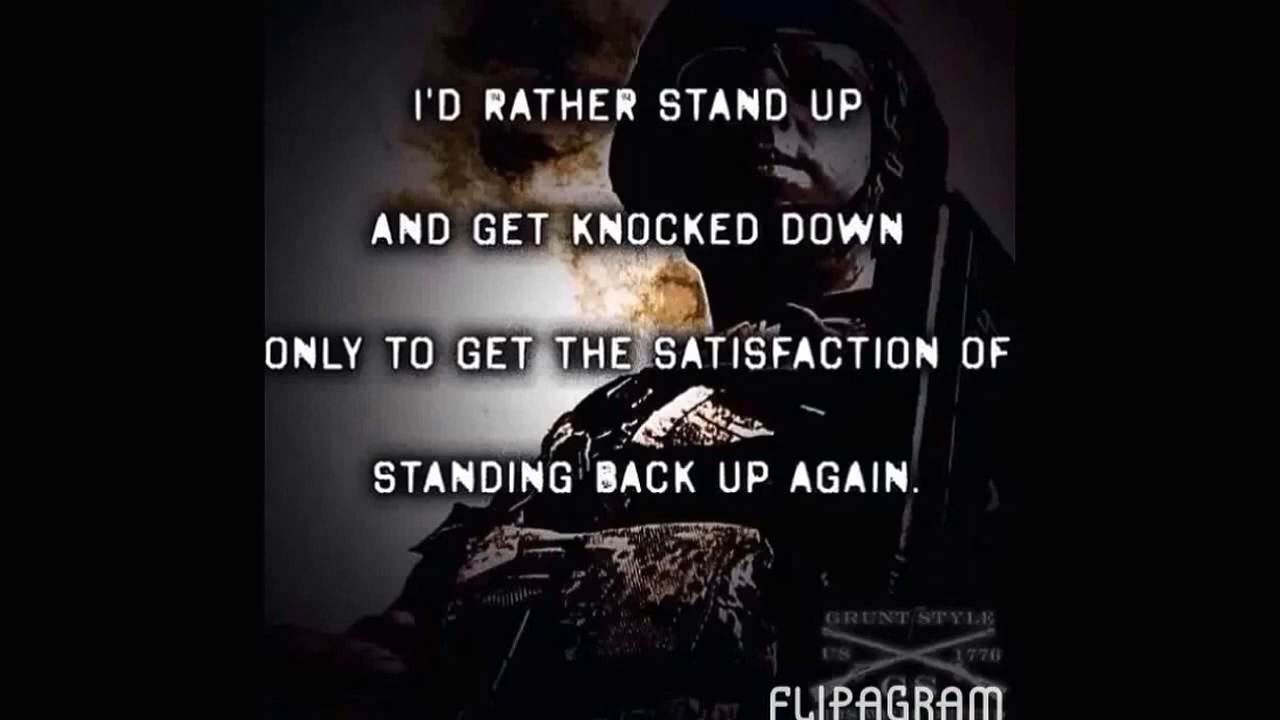 I'D RATHER STAND UP
AND GET KNOCKED DOWN
ONLY TO GET THE SATISFACTION OF
STANDING BACK UP AGAIN.
GRUNT STYLE
US 1776
GS
FLIPAGRAM